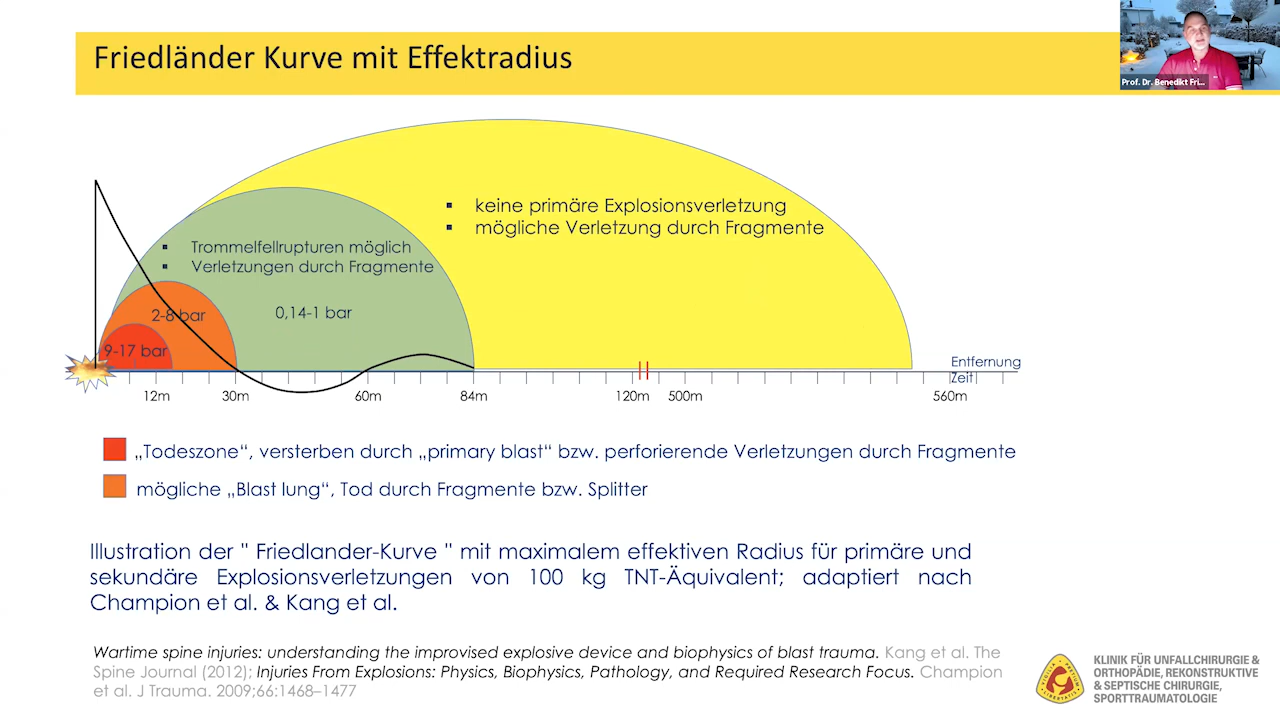 Friedländer Kurve mit Effektradius
Prof. Dr. Benedikt Fri...
▪ keine primäre Explosionsverletzung
▪ mögliche Verletzung durch Fragmente
▪ Trommelfellrupturen möglich
▪ Verletzungen durch Fragmente
2-8 bar
0,14-1 bar
9-17 bar
Entfernung
Zeit
12m 30m 60m 84m 120m 500m 560m
„Todeszone“, versterben durch „primary blast“ bzw. perforierende Verletzungen durch Fragmente
mögliche „Blast lung“, Tod durch Fragmente bzw. Splitter
Illustration der " Friedlander-Kurve " mit maximalem effektiven Radius für primäre und
sekundäre Explosionsverletzungen von 100 kg TNT-Äquivalent; adaptiert nach
Champion et al. & Kang et al.
Wartime spine injuries: understanding the improvised explosive device and biophysics of blast trauma. Kang et al. The
Spine Journal (2012); Injuries From Explosions: Physics, Biophysics, Pathology, and Required Research Focus. Champion
et al. J Trauma. 2009;66:1468–1477
KLINIK FÜR UNFALLCHIRURGIE &
ORTHOPÄDIE, REKONSTRUKTIVE
& SEPTISCHE CHIRURGIE,
SPORTTRAUMATOLOGIE